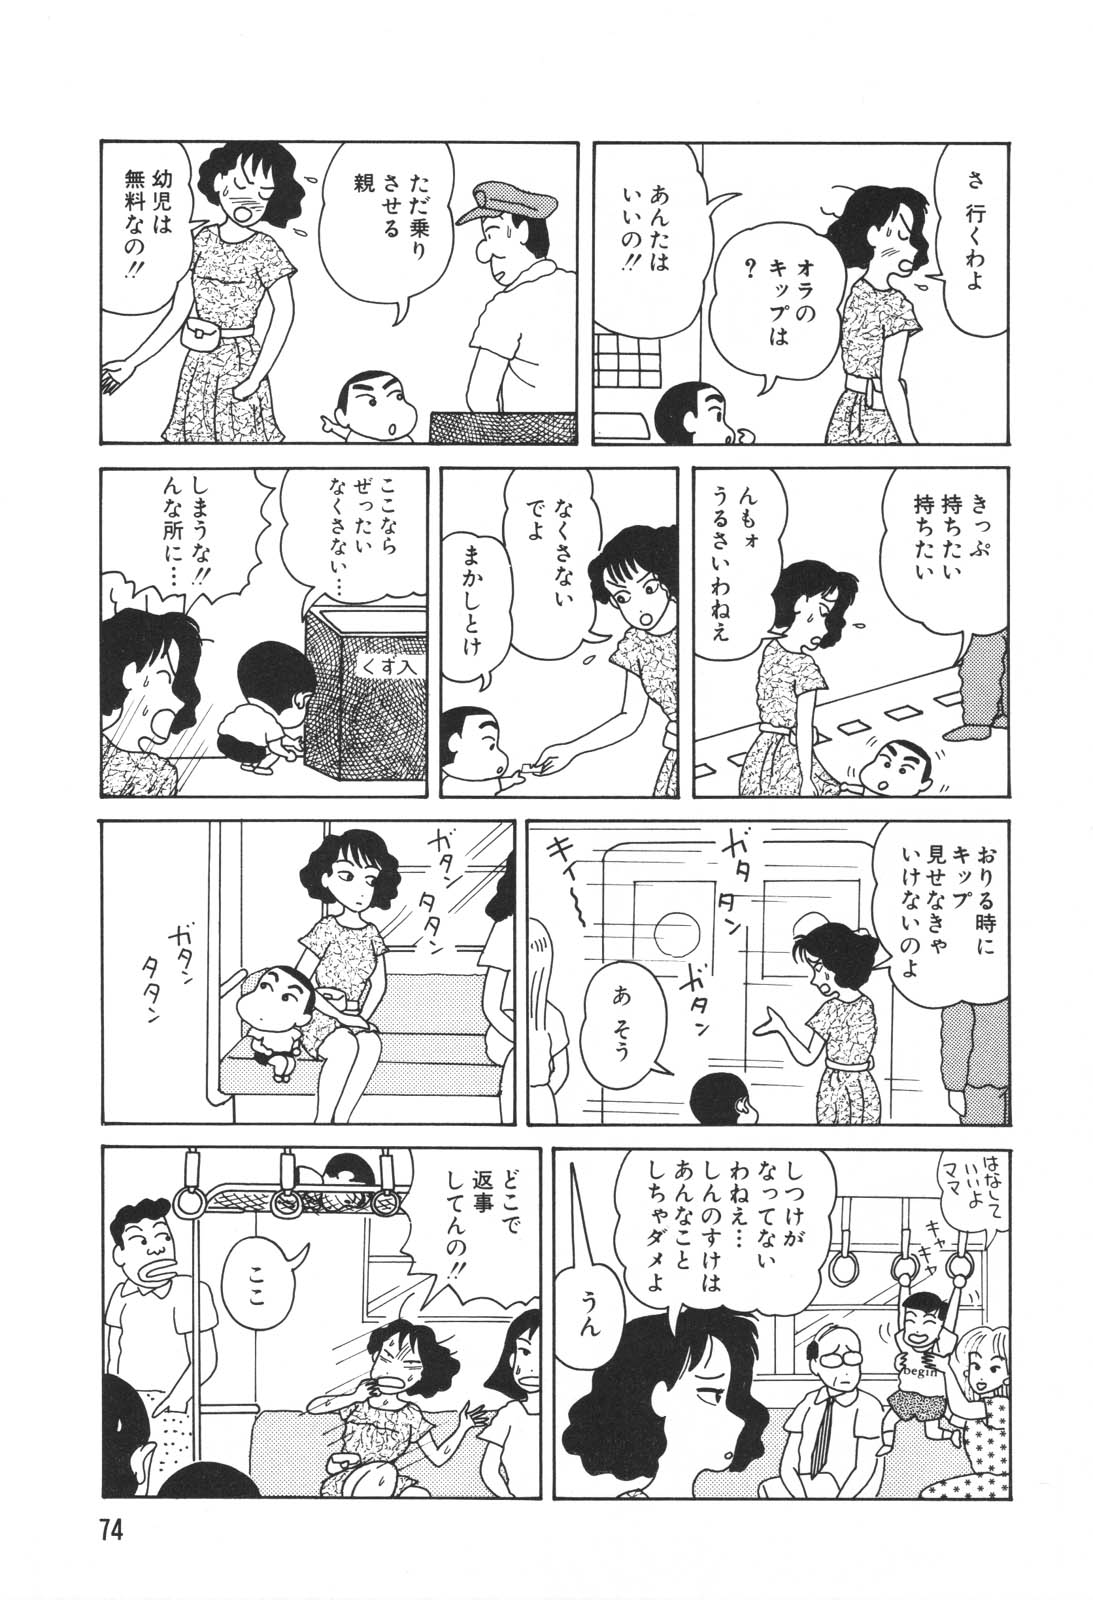 さ 行くわよ
オラの
キップは
?
あんたは
いいの!!
ただ乗り
させる
親
幼児は
無料なの!!
きっぷ
持ちたい
持ちたい
んもォ
うるさいわねえ
なくさない
でよ
まかしとけ
ここなら
ぜったい
なくさない…
くず入
しまうな!!
んな所に…
おりる時に
キップ
見せなきゃ
いけないのよ
あ そう
ガタ
タン
ガタン
キィ〜
ガタン
タタン
ガタン
タタン
はなして
いいよ
ママ
キャ
キャ
begin
しつけが
なってない
わねえ…
しんのすけは
あんなこと
しちゃダメよ
うん
どこで
返事
してんの!!
ここ
74